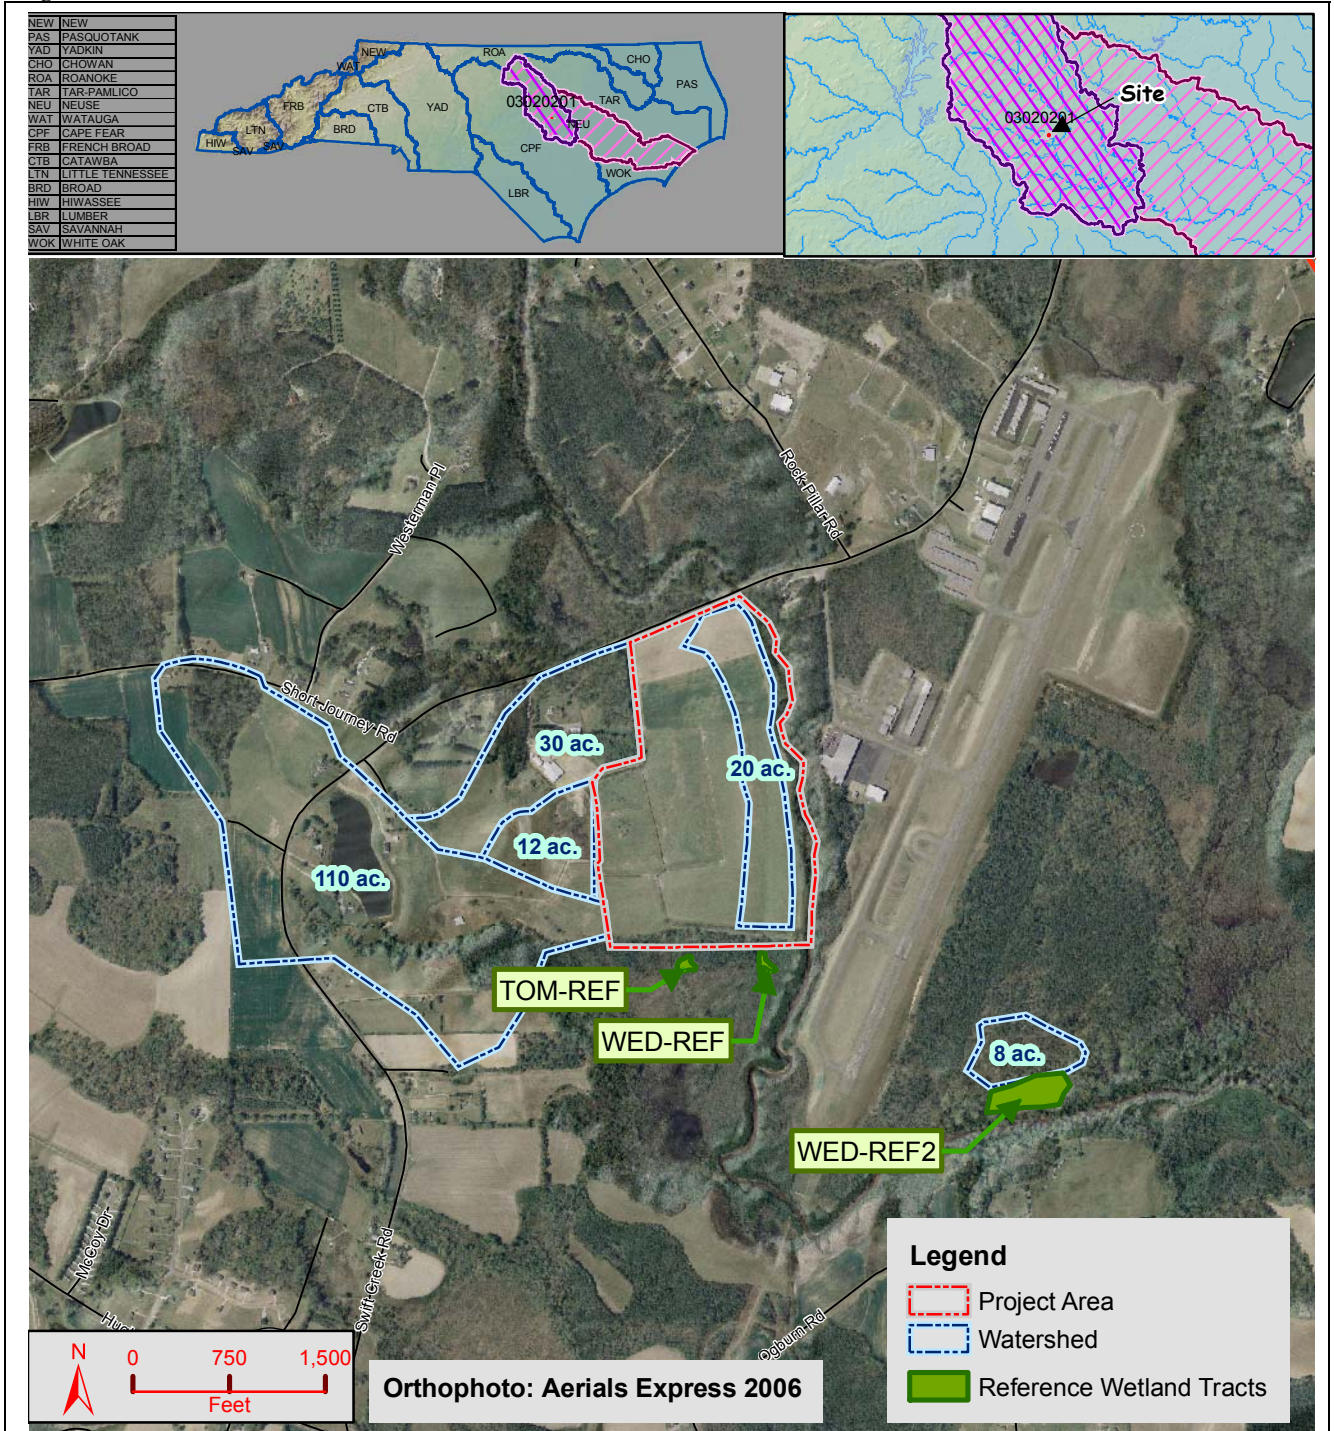 NEW NEW
PAS PASQUOTANK
YAD YADKIN
CHO CHOWAN
ROA ROANOKE
TAR TAR-PAMLICO
NEU NEUSE
WAT WATAUGA
CPF CAPE FEAR
FRB FRENCH BROAD
CTB CATAWBA
LTN LITTLE TENNESSEE
BRD BROAD
HIW HIWASSEE
LBR LUMBER
SAV SAVANNAH
WOK WHITE OAK
NEW
ROA
CHO
WAT
PAS
FRB
CTB
YAD
03020201
TAR
NEU
LTN
BRD
HIW
SAV
SAV
CPF
WOK
LBR
Site
03020201
Rock Pillar Rd
Westerman Pl
Short Journey Rd
30 ac.
20 ac.
12 ac.
110 ac.
TOM-REF
WED-REF
8 ac.
WED-REF2
McCoy Dr
Swift Creek Rd
Ogburn Rd
N
0 750 1,500
Feet
Orthophoto: Aerials Express 2006
Legend
Project Area
Watershed
Reference Wetland Tracts